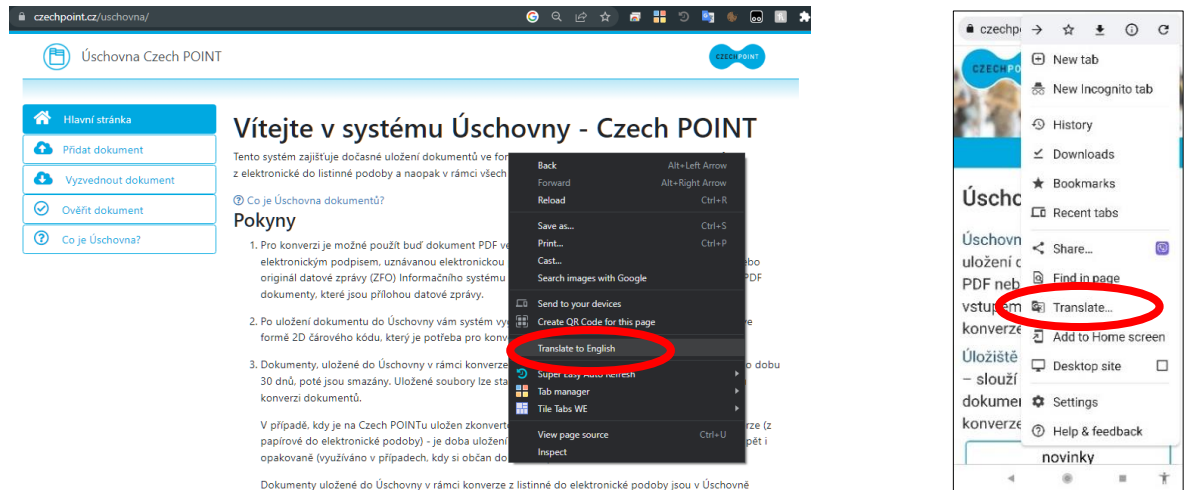 czechpoint.cz/uschovna/
Úschovna Czech POINT
CZECHPOINT
Hlavní stránka
Přidat dokument
Vyzvednout dokument
Ověřit dokument
Co je Úschovna?
Vítejte v systému Úschovny - Czech POINT
Tento systém zajišťuje dočasné uložení dokumentů ve
z elektronické do listinné podoby a naopak v rámci všech
Co je Úschovna dokumentů?
Pokyny
1. Pro konverzi je možné použít buď dokument PDF
elektronickým podpisem, uznávanou elektronickou
originál datové zprávy (ZFO) Informačního systému PDF
dokumenty, které jsou přílohou datové zprávy.
2. Po uložení dokumentu do Úschovny vám systém ve
formě 2D čárového kódu, který je potřeba pro
3. Dokumenty, uložené do Úschovny v rámci konverze o dobu
30 dnů, poté jsou smazány. Uložené soubory lze
konverzi dokumentů.
V případě, kdy je na Czech POINTu uložen (z
papírové do elektronické podoby) - je doba uložení i
opakovaně (využíváno v případech, kdy si občan
Dokumenty uložené do Úschovny v rámci konverze z listinné do elektronické podoby jsou v Úschovně
Back Alt+Left Arrow
Forward Alt+Right Arrow
Reload Ctrl+R
Save as... Ctrl+S
Print... Ctrl+P
Cast...
Search images with Google
Send to your devices
Create QR Code for this page
Translate to English
Super Easy Auto Refresh
Tab manager
Tile Tabs WE
View page source Ctrl+U
Inspect
czechp
CZECHPO
New tab
New Incognito tab
History
Downloads
Bookmarks
Recent tabs
Share...
Find in page
Translate...
Add to Home screen
Desktop site
Settings
Help & feedback
Úscho
Úschovn
uložení
PDF neb
vstupem
konverze
Úložiště
– slouží
dokumen
konverze
novinky